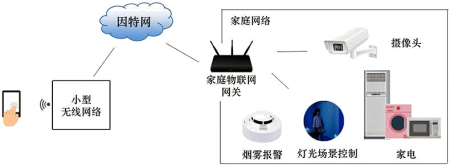 因特网
家庭网络
摄像头
家庭物联网
网关
小型
无线网络
烟雾报警
灯光场景控制
家电